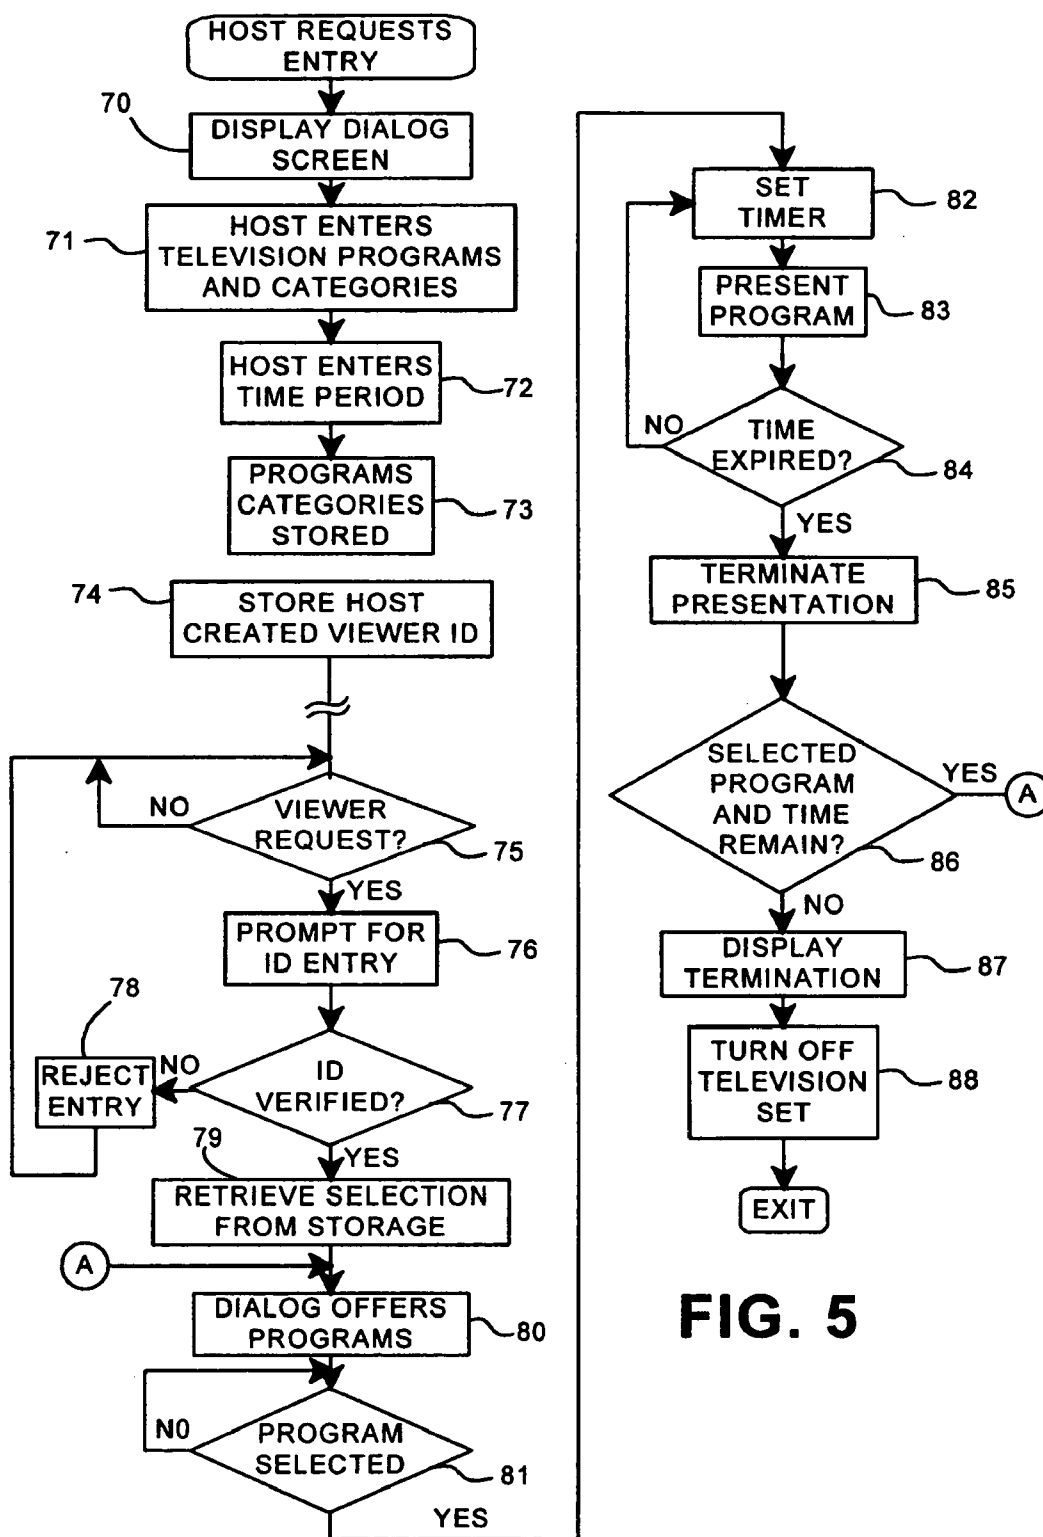 HOST REQUESTS
ENTRY
70
DISPLAY DIALOG
SCREEN
71
HOST ENTERS
TELEVISION PROGRAMS
AND CATEGORIES
HOST ENTERS
TIME PERIOD
72
PROGRAMS
CATEGORIES
STORED
73
74
STORE HOST
CREATED VIEWER ID
NO
VIEWER
REQUEST?
75
YES
PROMPT FOR
ID ENTRY
76
78
REJECT
ENTRY
NO
ID
VERIFIED?
77
79
YES
RETRIEVE SELECTION
FROM STORAGE
A
DIALOG OFFERS
PROGRAMS
80
N0
PROGRAM
SELECTED
81
YES
SET
TIMER
82
PRESENT
PROGRAM
83
NO
TIME
EXPIRED?
84
YES
TERMINATE
PRESENTATION
85
SELECTED
PROGRAM
AND TIME
REMAIN?
YES
A
86
NO
DISPLAY
TERMINATION
87
TURN OFF
TELEVISION
SET
88
EXIT
FIG. 5